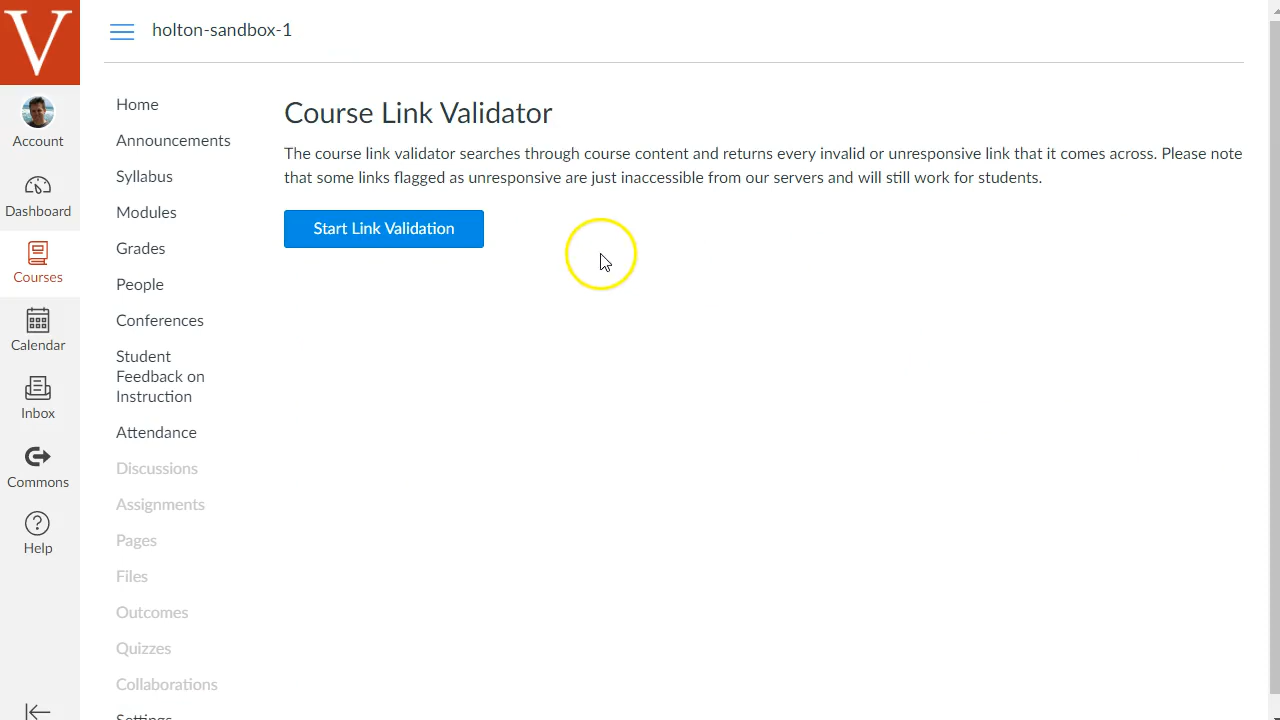 V
holton-sandbox-1
Account
Dashboard
Courses
Calendar
Inbox
Commons
Help
Home
Announcements
Syllabus
Modules
Grades
People
Conferences
Student
Feedback on
Instruction
Attendance
Discussions
Assignments
Pages
Files
Outcomes
Quizzes
Collaborations
Settings
Course Link Validator
The course link validator searches through course content and returns every invalid or unresponsive link that it comes across. Please note
that some links flagged as unresponsive are just inaccessible from our servers and will still work for students.
Start Link Validation